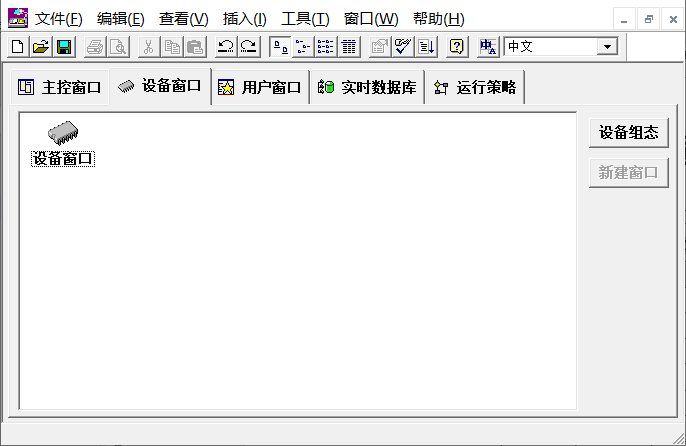 文件(F) 编辑(E) 查看(V) 插入(I) 工具(T) 窗口(W) 帮助(H)
中文
主控窗口 设备窗口 用户窗口 实时数据库 运行策略
设备窗口
设备组态
新建窗口